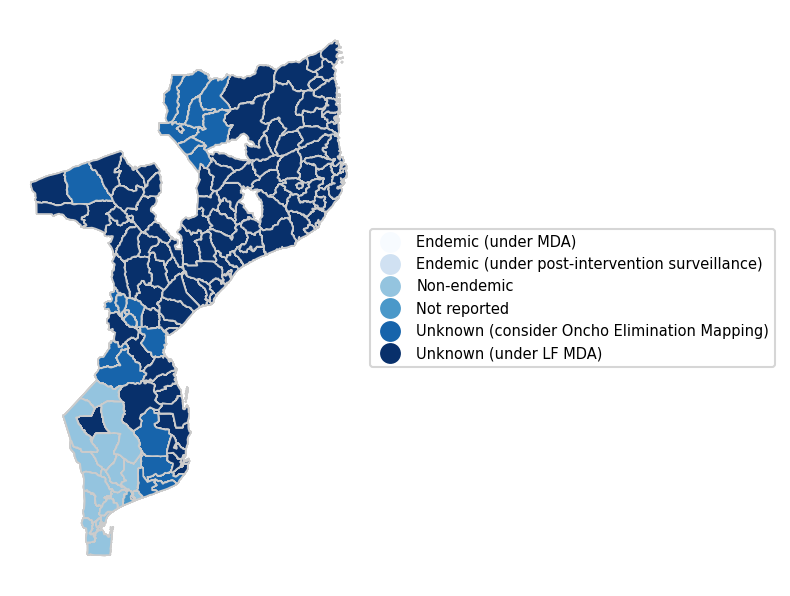 Endemic (under MDA)
Endemic (under post-intervention surveillance)
Non-endemic
Not reported
Unknown (consider Oncho Elimination Mapping)
Unknown (under LF MDA)